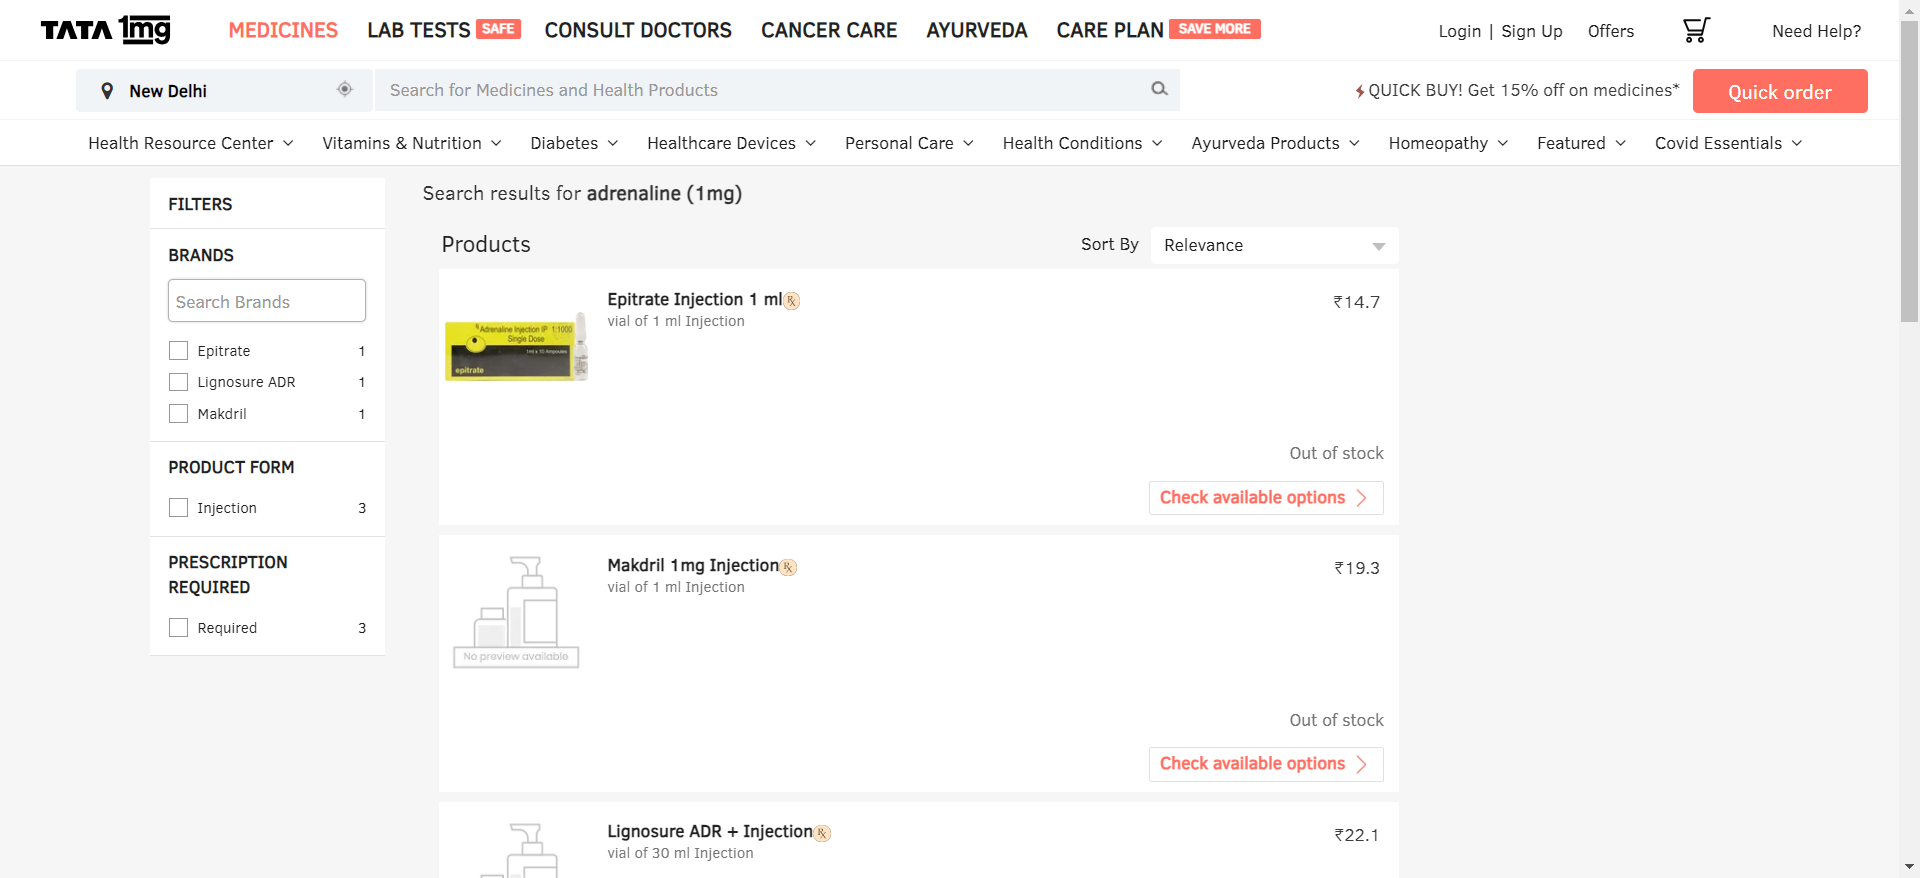 TATA 1mg
MEDICINES LAB TESTS SAFE CONSULT DOCTORS CANCER CARE AYURVEDA CARE PLAN SAVE MORE Login | Sign Up Offers Need Help?
New Delhi Search for Medicines and Health Products QUICK BUY! Get 15% off on medicines* Quick order
Health Resource Center Vitamins & Nutrition Diabetes Healthcare Devices Personal Care Health Conditions Ayurveda Products Homeopathy Featured Covid Essentials
FILTERS
BRANDS
Search Brands
Epitrate 1
Lignosure ADR 1
Makdril 1
PRODUCT FORM
Injection 3
PRESCRIPTION
REQUIRED
Required 3
Search results for adrenaline (1mg)
Products Sort By Relevance
Adrenaline Injection IP 1:1000
Single Dose
1ml x 10 Ampoules
epitrate
Epitrate Injection 1 ml Rx ₹14.7
vial of 1 ml Injection
Out of stock
Check available options
No preview available
Makdril 1mg Injection Rx ₹19.3
vial of 1 ml Injection
Out of stock
Check available options
Lignosure ADR + Injection Rx ₹22.1
vial of 30 ml Injection